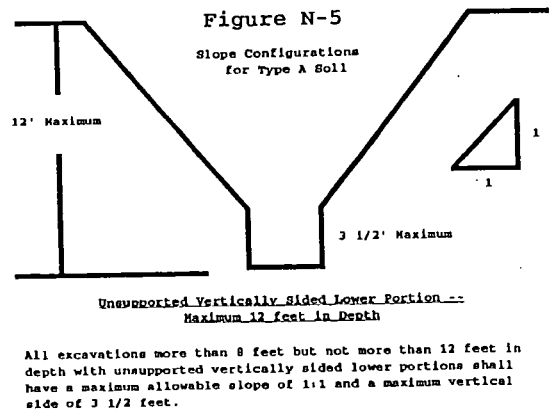 Figure N-5
Slope Configurations
for Type A Soil
12' Maximum
1
1
3 1/2' Maximum
Unsupported Vertically Sided Lower Portion --
Maximum 12 feet in Depth
All excavations more than 8 feet but not more than 12 feet in
depth with unsupported vertically sided lower portions shall
have a maximum allowable slope of 1:1 and a maximum vertical
side of 3 1/2 feet.